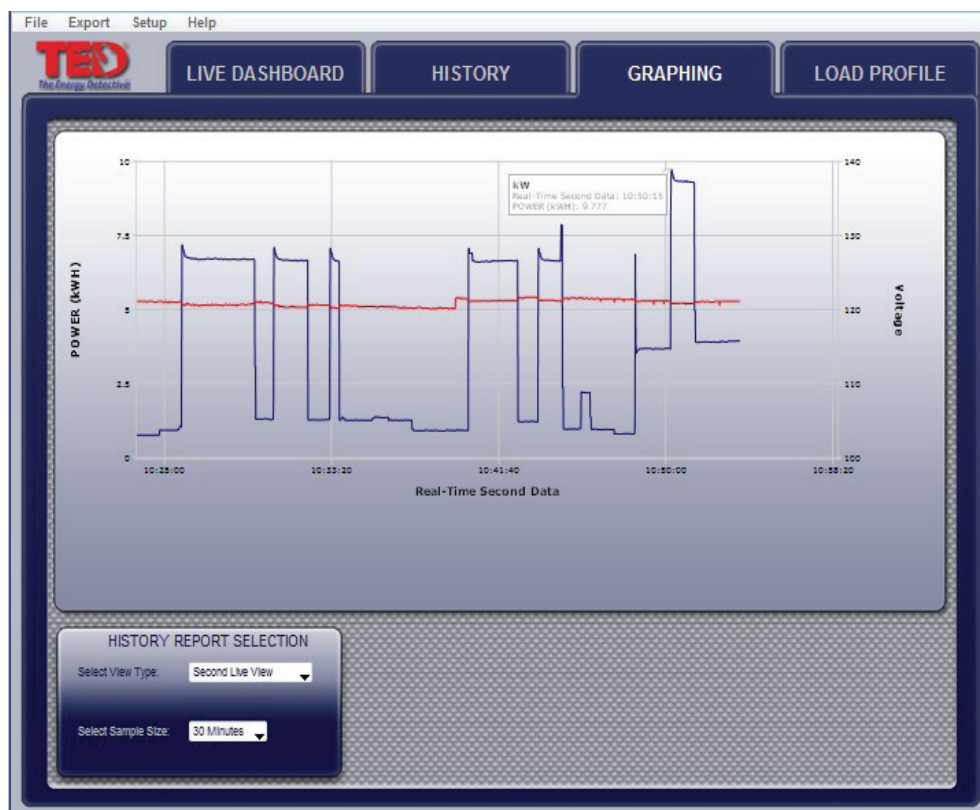 File Export Setup Help
TED
The Energy Detective
LIVE DASHBOARD
HISTORY
GRAPHING
LOAD PROFILE
10
7.5
5
2.5
0
POWER (kWH)
140
130
120
110
100
Voltage
kW
Real-Time Second Data: 10:50:15
POWER (kWH): 9.777
10:25:00
10:33:20
10:41:40
10:50:00
10:58:20
Real-Time Second Data
HISTORY REPORT SELECTION
Select View Type: Second Live View
Select Sample Size: 30 Minutes